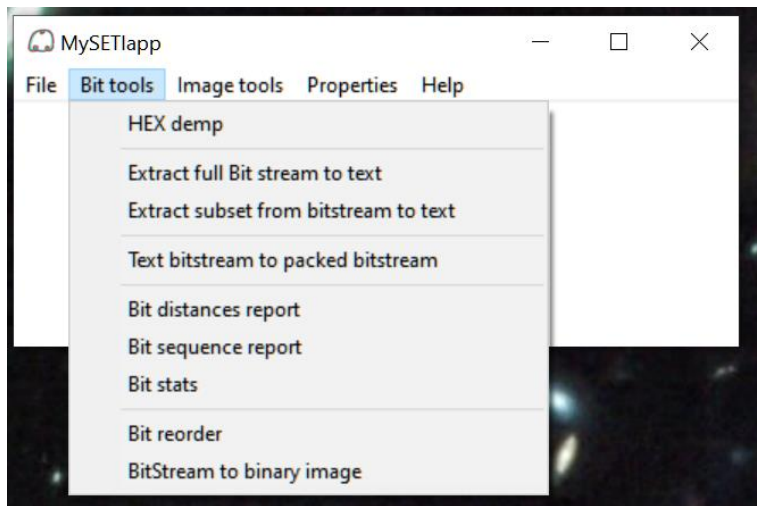 MySETIapp
File Bit tools Image tools Properties Help
HEX demp
Extract full Bit stream to text
Extract subset from bitstream to text
Text bitstream to packed bitstream
Bit distances report
Bit sequence report
Bit stats
Bit reorder
BitStream to binary image